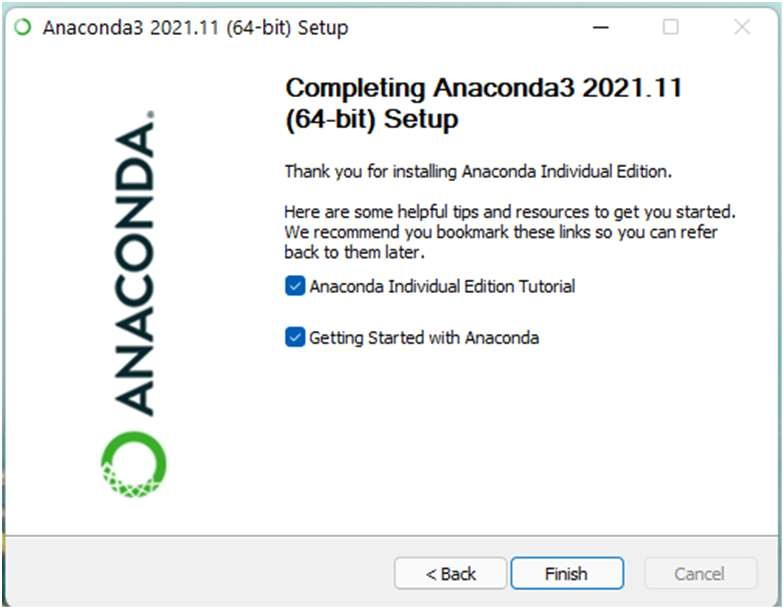 Anaconda3 2021.11 (64-bit) Setup
ANACONDA.
Completing Anaconda3 2021.11
(64-bit) Setup
Thank you for installing Anaconda Individual Edition.
Here are some helpful tips and resources to get you started.
We recommend you bookmark these links so you can refer
back to them later.
Anaconda Individual Edition Tutorial
Getting Started with Anaconda
< Back
Finish
Cancel